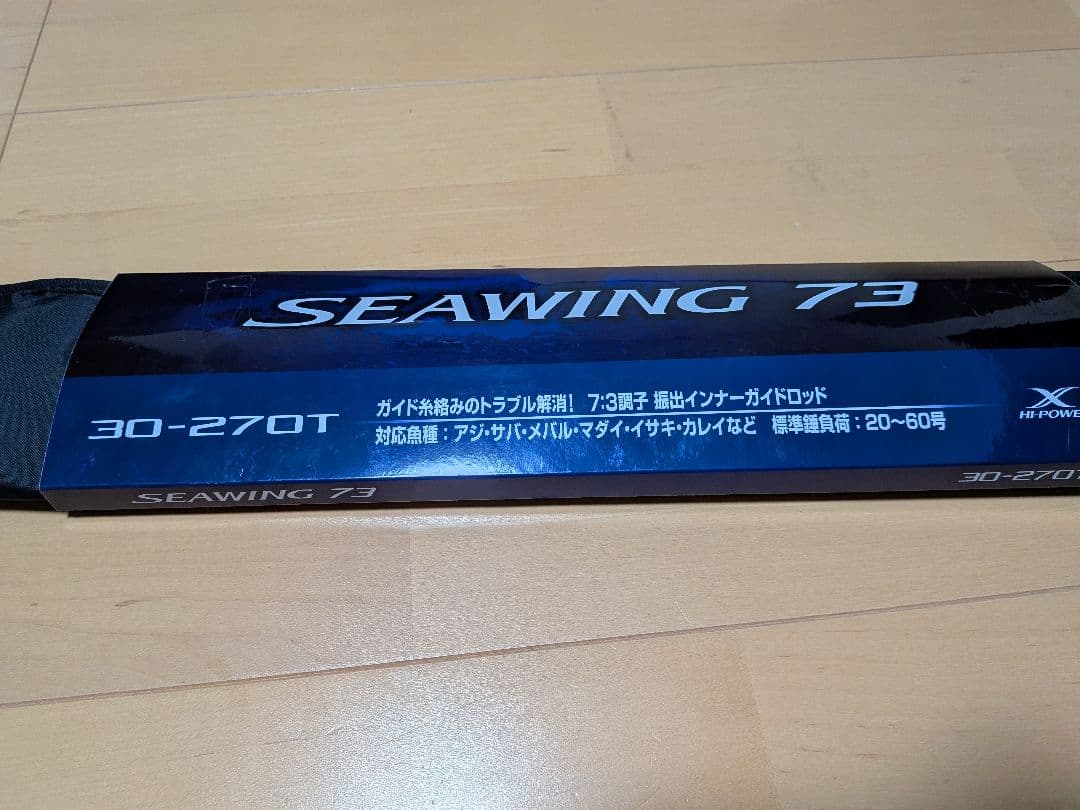 SEAWING 73
30-270T
ガイド糸絡みのトラブル解消! 7:3調子 振出インナーガイドロッド
対応魚種:アジ・サバ・メバル・マダイ・イサキ・カレイなど 標準錘負荷:20〜60号
X
HI-POWER
SEAWING 73
30-270T